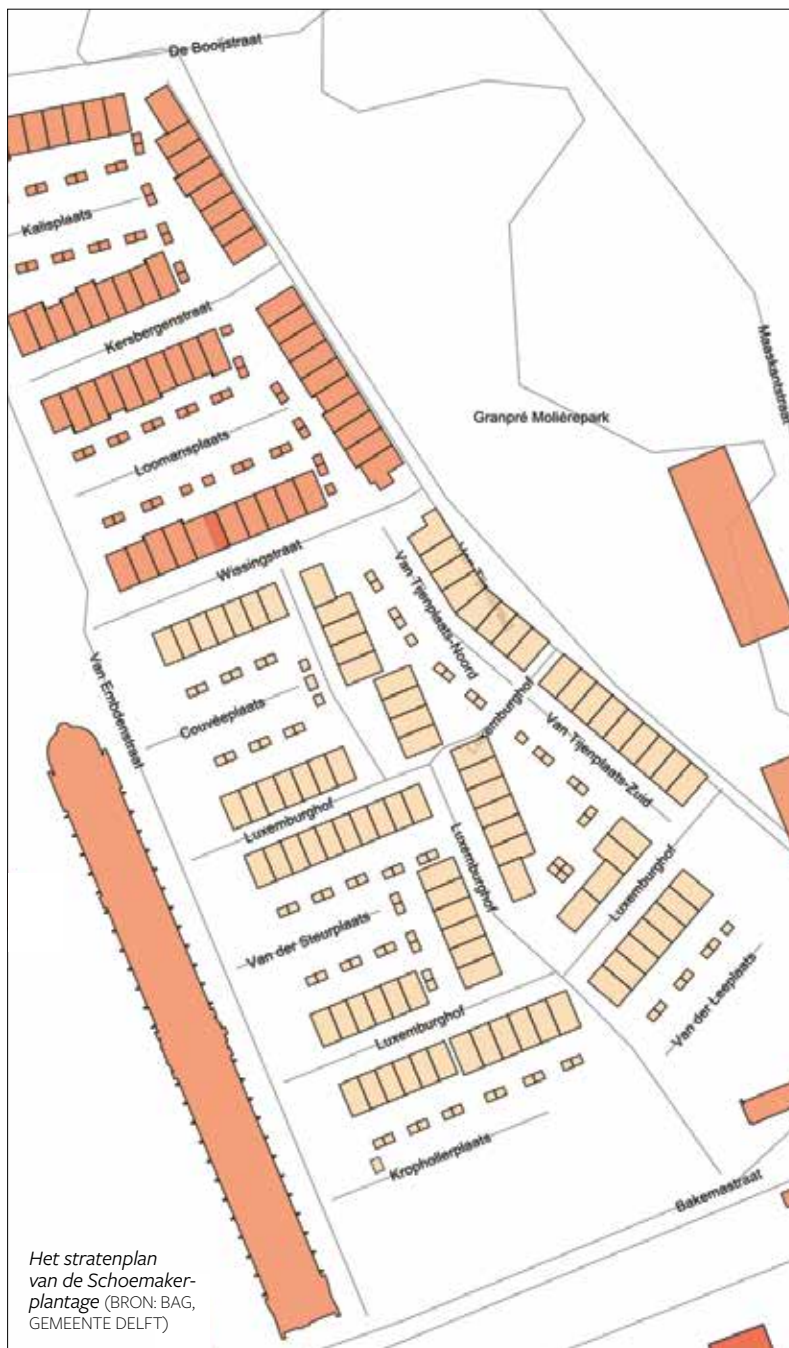 De Booijstraat
Kalisplaats
Kersbergenstraat
Maaskantstraat
Granpré Molièrepark
Loomansplaats
Wissingstraat
Van Tijenplaats-Noord
Van Embdenstraat
Couvéeplaats
Luxemburghof
Van Tijenplaats-Zuid
Luxemburghof
Luxemburghof
Luxemburghof
Van der Steurplaats
Van der Leeplaats
Luxemburghof
Krophollerplaats
Bakemastraat
Het stratenplan
van de Schoemaker-
plantage (BRON: BAG,
GEMEENTE DELFT)